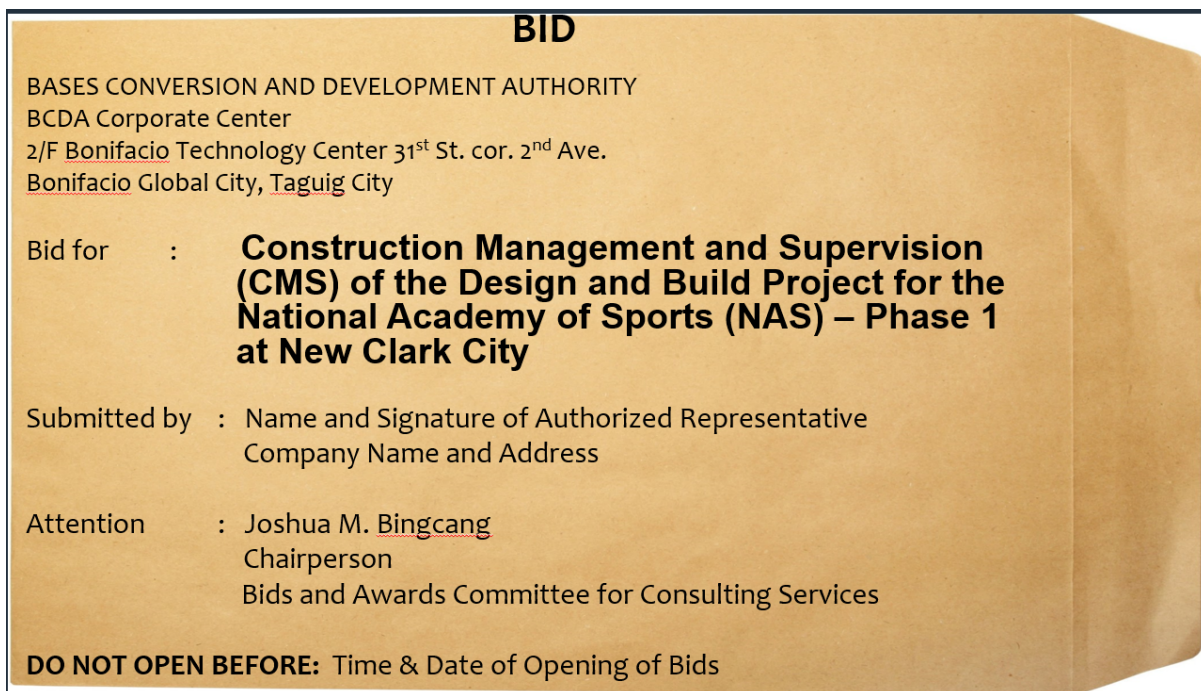 BID
BASES CONVERSION AND DEVELOPMENT AUTHORITY
BCDA Corporate Center
2/F Bonifacio Technology Center 31st St. cor. 2nd Ave.
Bonifacio Global City, Taguig City
Bid for : Construction Management and Supervision
(CMS) of the Design and Build Project for the
National Academy of Sports (NAS) – Phase 1
at New Clark City
Submitted by : Name and Signature of Authorized Representative
Company Name and Address
Attention : Joshua M. Bingcang
Chairperson
Bids and Awards Committee for Consulting Services
DO NOT OPEN BEFORE: Time & Date of Opening of Bids